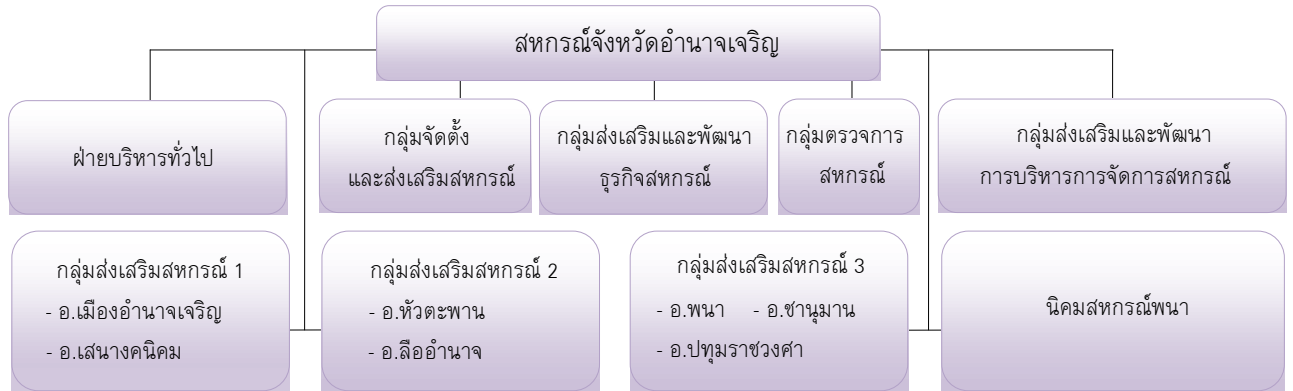 สหกรณ์จังหวัดอำนาจเจริญ
ฝ่ายบริหารทั่วไป
กลุ่มจัดตั้ง
และส่งเสริมสหกรณ์
กลุ่มส่งเสริมและพัฒนา
ธุรกิจสหกรณ์
กลุ่มตรวจการ
สหกรณ์
กลุ่มส่งเสริมและพัฒนา
การบริหารการจัดการสหกรณ์
กลุ่มส่งเสริมสหกรณ์ 1
- อ.เมืองอำนาจเจริญ
- อ.เสนางคนิคม
กลุ่มส่งเสริมสหกรณ์ 2
- อ.หัวตะพาน
- อ.ลืออำนาจ
กลุ่มส่งเสริมสหกรณ์ 3
- อ.พนา - อ.ชานุมาน
- อ.ปทุมราชวงศา
นิคมสหกรณ์พนา